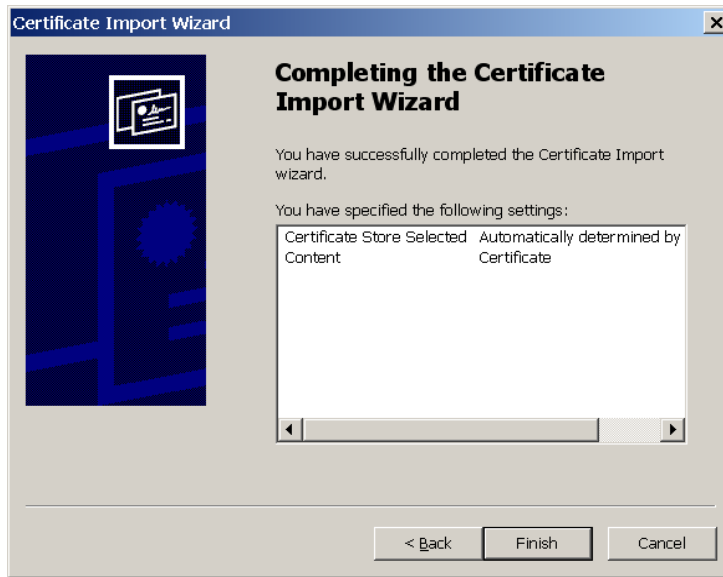 Certificate Import Wizard
Completing the Certificate
Import Wizard
You have successfully completed the Certificate Import
wizard.
You have specified the following settings:
Certificate Store Selected Automatically determined by
Content Certificate
< Back Finish Cancel